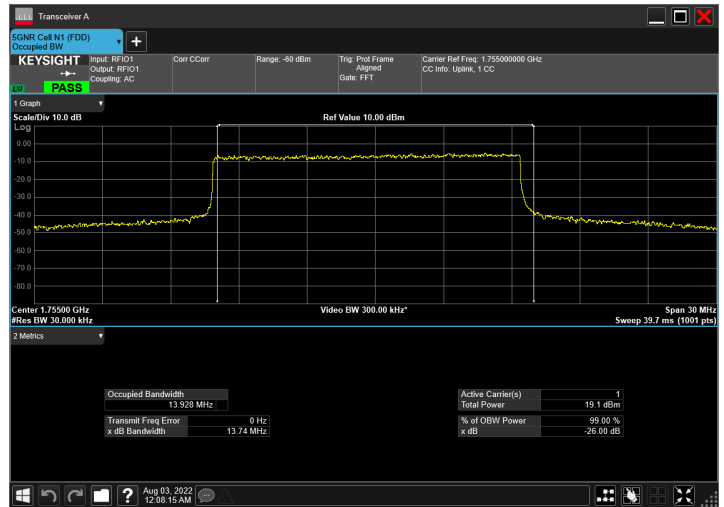 Transceiver A
5GNR Cell N1 (FDD)
Occupied BW
+
KEYSIGHT
LXI
PASS
Input: RFIO1
Output: RFIO1
Coupling: AC
Corr CCorr
Range: -60 dBm
Trig: Prot Frame
Aligned
Gate: FFT
Carrier Ref Freq: 1.755000000 GHz
CC Info: Uplink, 1 CC
1 Graph
Scale/Div 10.0 dB
Ref Value 10.00 dBm
Log
0.00
-10.0
-20.0
-30.0
-40.0
-50.0
-60.0
-70.0
-80.0
Center 1.75500 GHz
Video BW 300.00 kHz*
Span 30 MHz
#Res BW 30.000 kHz
Sweep 39.7 ms (1001 pts)
2 Metrics
Occupied Bandwidth
13.928 MHz
Transmit Freq Error 0 Hz
x dB Bandwidth 13.74 MHz
Active Carrier(s) 1
Total Power 19.1 dBm
% of OBW Power 99.00 %
x dB -26.00 dB
?
Aug 03, 2022
12:08:15 AM